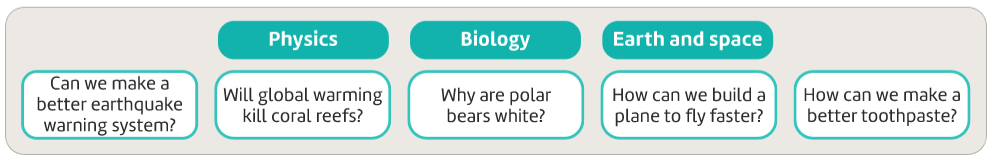 Physics
Biology
Earth and space
Can we make a
better earthquake
warning system?
Will global warming
kill coral reefs?
Why are polar
bears white?
How can we build a
plane to fly faster?
How can we make a
better toothpaste?